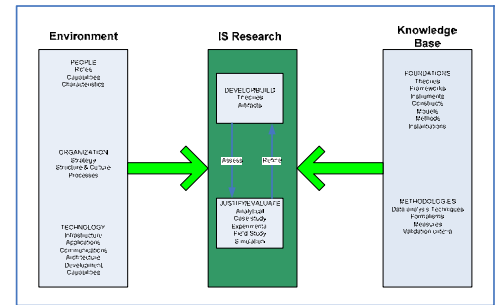 Environment
PEOPLE
Roles
Capabilities
Characteristics
ORGANIZATION
Strategy
Structure & Culture
Processes
TECHNOLOGY
Infrastructure
Applications
Communications
Architecture
Development
Capabilities
IS Research
DEVELOP/BUILD
Theories
Artifacts
Assess
Refine
JUSTIFY/EVALUATE
Analytical
Case study
Experimental
Field Study
Simulation
Knowledge
Base
FOUNDATIONS
Theories
Frameworks
Instruments
Constructs
Models
Methods
Instantiations
METHODOLOGIES
Data analysis Techniques
Formalisms
Measures
Validation criteria